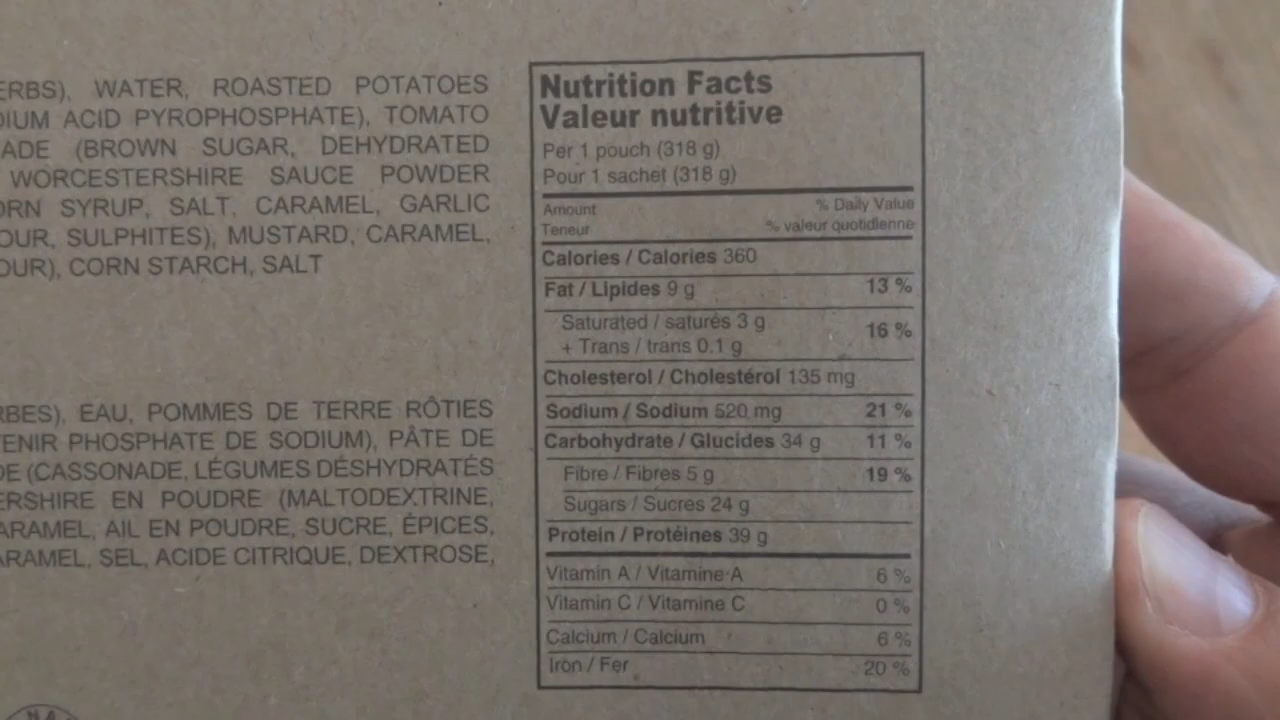 ERBS), WATER, ROASTED POTATOES
DIUM ACID PYROPHOSPHATE), TOMATO
ADE (BROWN SUGAR, DEHYDRATED
WORCESTERSHIRE SAUCE POWDER
ORN SYRUP, SALT, CARAMEL, GARLIC
OUR, SULPHITES), MUSTARD, CARAMEL,
OUR), CORN STARCH, SALT
RBES), EAU, POMMES DE TERRE RÔTIES
TENIR PHOSPHATE DE SODIUM), PÂTE DE
DE (CASSONADE, LÉGUMES DÉSHYDRATÉS
ERSHIRE EN POUDRE (MALTODEXTRINE,
ARAMEL, AIL EN POUDRE, SUCRE, ÉPICES,
ARAMEL, SEL, ACIDE CITRIQUE, DEXTROSE,
Nutrition Facts
Valeur nutritive
Per 1 pouch (318 g)
Pour 1 sachet (318 g)
Amount % Daily Value
Teneur % valeur quotidienne
Calories / Calories 360
Fat / Lipides 9 g 13 %
Saturated / saturés 3 g
+ Trans / trans 0.1 g 16 %
Cholesterol / Cholestérol 135 mg
Sodium / Sodium 520 mg 21 %
Carbohydrate / Glucides 34 g 11 %
Fibre / Fibres 5 g 19 %
Sugars / Sucres 24 g
Protein / Protéines 39 g
Vitamin A / Vitamine A 6 %
Vitamin C / Vitamine C 0 %
Calcium / Calcium 6 %
Iron / Fer 20 %